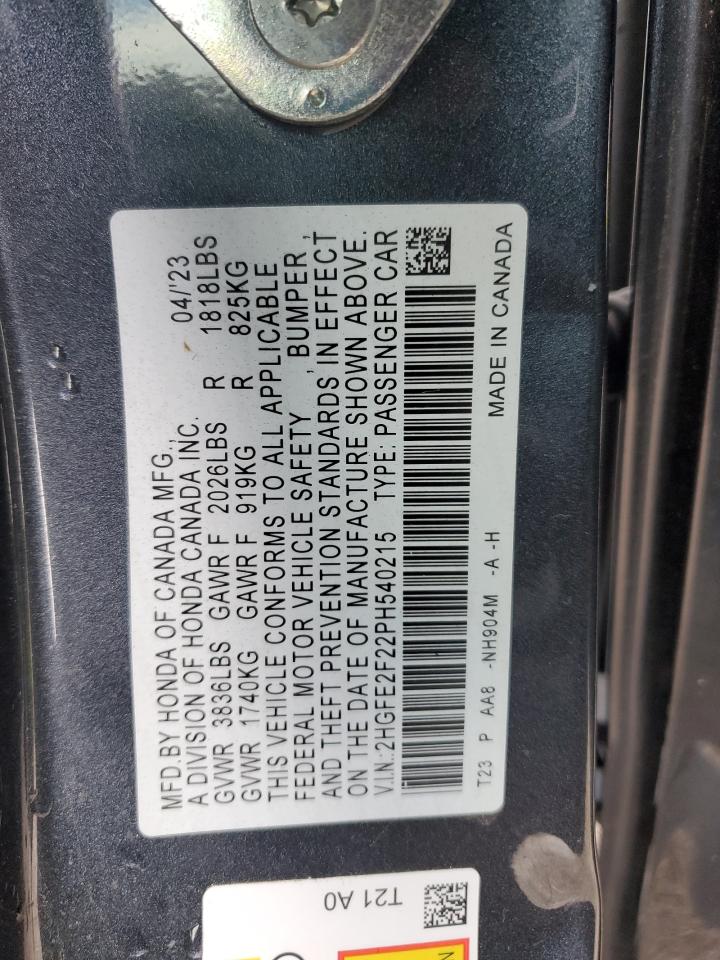 MFD. BY HONDA OF CANADA MFG.,
A DIVISION OF HONDA CANADA INC. 04/'23
GVWR 3836LBS GAWR F 2026LBS R 1818LBS
GVWR 1740KG GAWR F 919KG R 825KG
THIS VEHICLE CONFORMS TO ALL APPLICABLE
FEDERAL MOTOR VEHICLE SAFETY , BUMPER ,
AND THEFT PREVENTION STANDARDS IN EFFECT
ON THE DATE OF MANUFACTURE SHOWN ABOVE.
V.I.N.: 2HGFE2F22PH540215 TYPE: PASSENGER CAR
T23 P AA8 -NH904M -A -H MADE IN CANADA
T21 A0